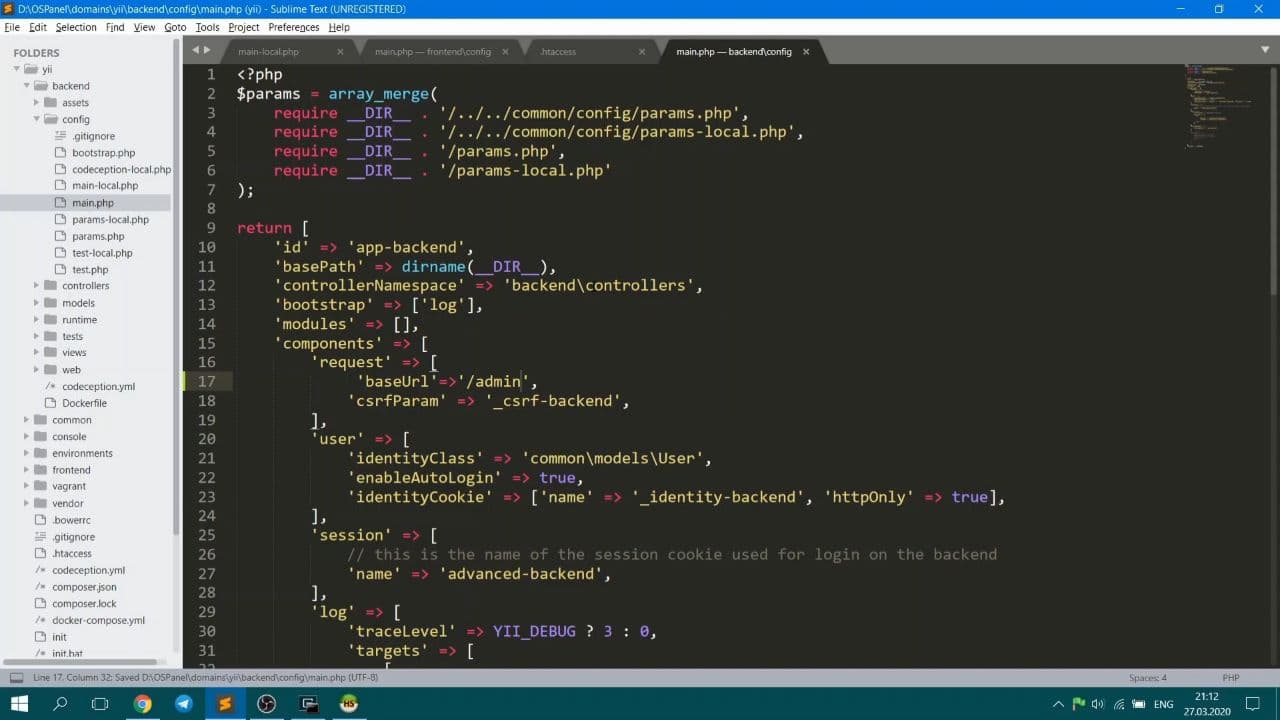 D:\OSPanel\domains\yii\backend\config\main.php (yii) - Sublime Text (UNREGISTERED)
File Edit Selection Find View Goto Tools Project Preferences Help
FOLDERS
yii
backend
assets
config
.gitignore
bootstrap.php
codeception-local.php
main-local.php
main.php
params-local.php
params.php
test-local.php
test.php
controllers
models
runtime
tests
views
web
codeception.yml
Dockerfile
common
console
environments
frontend
vagrant
vendor
.bowerrc
.gitignore
.htaccess
codeception.yml
composer.json
composer.lock
docker-compose.yml
init
init.bat
main-local.php main.php — frontend\config .htaccess main.php — backend\config
1 <?php
2 $params = array_merge(
3 require __DIR__ . '/../../common/config/params.php',
4 require __DIR__ . '/../../common/config/params-local.php',
5 require __DIR__ . '/params.php',
6 require __DIR__ . '/params-local.php'
7 );
8
9 return [
10 'id' => 'app-backend',
11 'basePath' => dirname(__DIR__),
12 'controllerNamespace' => 'backend\controllers',
13 'bootstrap' => ['log'],
14 'modules' => [],
15 'components' => [
16 'request' => [
17 'baseUrl'=>'/admin',
18 'csrfParam' => '_csrf-backend',
19 ],
20 'user' => [
21 'identityClass' => 'common\models\User',
22 'enableAutoLogin' => true,
23 'identityCookie' => ['name' => '_identity-backend', 'httpOnly' => true],
24 ],
25 'session' => [
26 // this is the name of the session cookie used for login on the backend
27 'name' => 'advanced-backend',
28 ],
29 'log' => [
30 'traceLevel' => YII_DEBUG ? 3 : 0,
31 'targets' => [
32 [
Line 17, Column 32; Saved D:\OSPanel\domains\yii\backend\config\main.php (UTF-8) Spaces: 4 PHP
ENG
21:12
27.03.2020